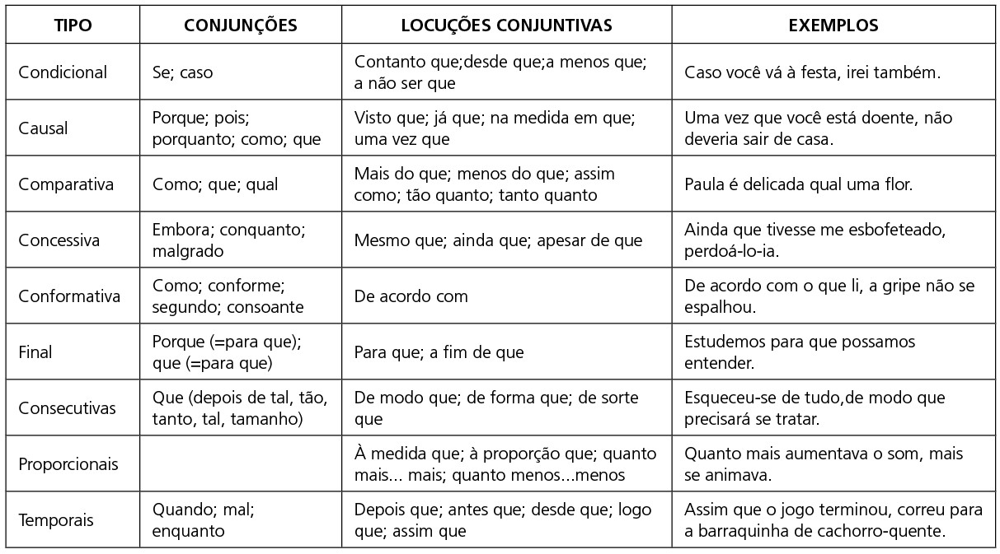 TIPO CONJUNÇÕES LOCUÇÕES CONJUNTIVAS EXEMPLOS
Condicional
Se; caso
Contanto que;desde que;a menos que;
a não ser que
Caso você vá à festa, irei também.
Causal
Porque; pois;
porquanto; como; que
Visto que; já que; na medida em que;
uma vez que
Uma vez que você está doente, não
deveria sair de casa.
Comparativa
Como; que; qual
Mais do que; menos do que; assim
como; tão quanto; tanto quanto
Paula é delicada qual uma flor.
Concessiva
Embora; conquanto;
malgrado
Mesmo que; ainda que; apesar de que
Ainda que tivesse me esbofeteado,
perdoá-lo-ia.
Conformativa
Como; conforme;
segundo; consoante
De acordo com
De acordo com o que li, a gripe não se
espalhou.
Final
Porque (=para que);
que (=para que)
Para que; a fim de que
Estudemos para que possamos
entender.
Consecutivas
Que (depois de tal, tão,
tanto, tal, tamanho)
De modo que; de forma que; de sorte
que
Esqueceu-se de tudo,de modo que
precisará se tratar.
Proporcionais
À medida que; à proporção que; quanto
mais... mais; quanto menos...menos
Quanto mais aumentava o som, mais
se animava.
Temporais
Quando; mal;
enquanto
Depois que; antes que; desde que; logo
que; assim que
Assim que o jogo terminou, correu para
a barraquinha de cachorro-quente.